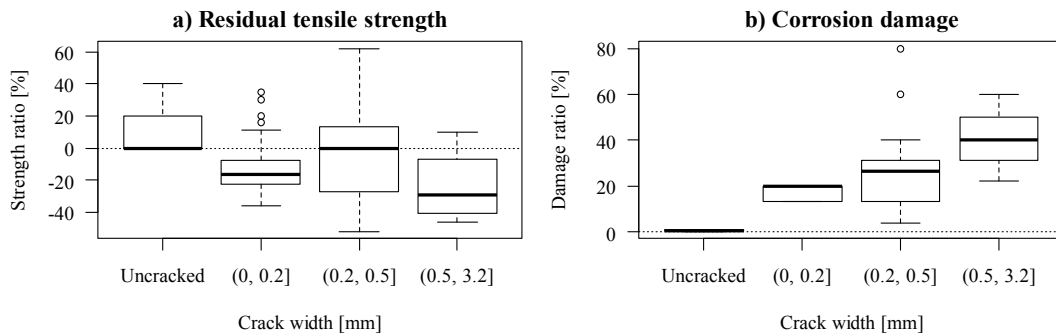 a) Residual tensile strength
Strength ratio [%]
60
40
20
0
-20
-40
Uncracked (0, 0.2] (0.2, 0.5] (0.5, 3.2]
Crack width [mm]
b) Corrosion damage
Damage ratio [%]
80
60
40
20
0
Uncracked (0, 0.2] (0.2, 0.5] (0.5, 3.2]
Crack width [mm]